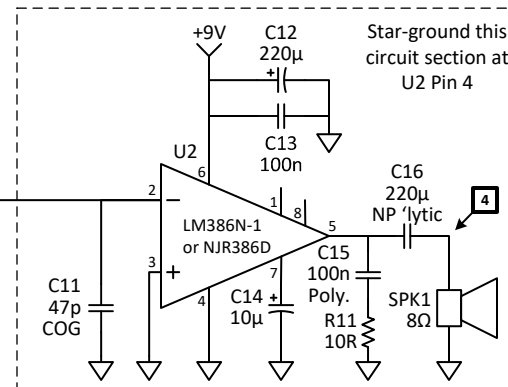 +9V
C12
220µ
+
Star-ground this
circuit section at
U2 Pin 4
C13
100n
U2
6
2
−
LM386N-1
or NJR386D
1
8
5
3
+
7
4
C16
220µ
NP ‘lytic
4
C11
47p
COG
C14
10µ
+
C15
100n
Poly.
R11
10R
SPK1
8Ω